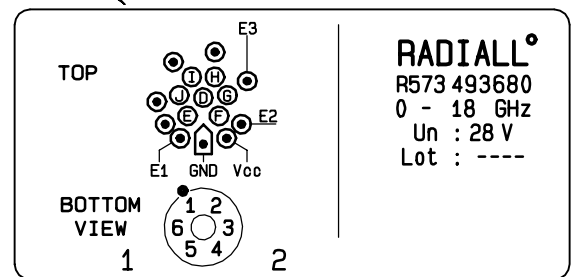 E3
TOP
I H
J D G
E F
E2
E1 GND Vcc
BOTTOM
VIEW
1 2
6 3
5 4
1 2
RADIALL°
R573 493680
0 - 18 GHz
Un : 28 V
Lot : ----